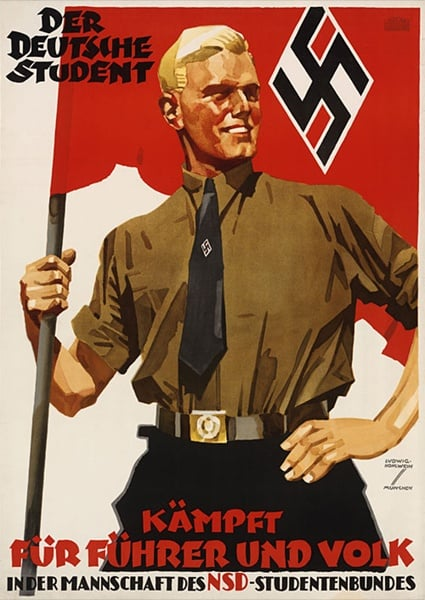 DER
DEUTSCHE
STUDENT
KÄMPFT
FÜR FÜHRER UND VOLK
IN DER MANNSCHAFT DES NSD-STUDENTENBUNDES
LUDWIG
HOHLWEIN
MÜNCHEN